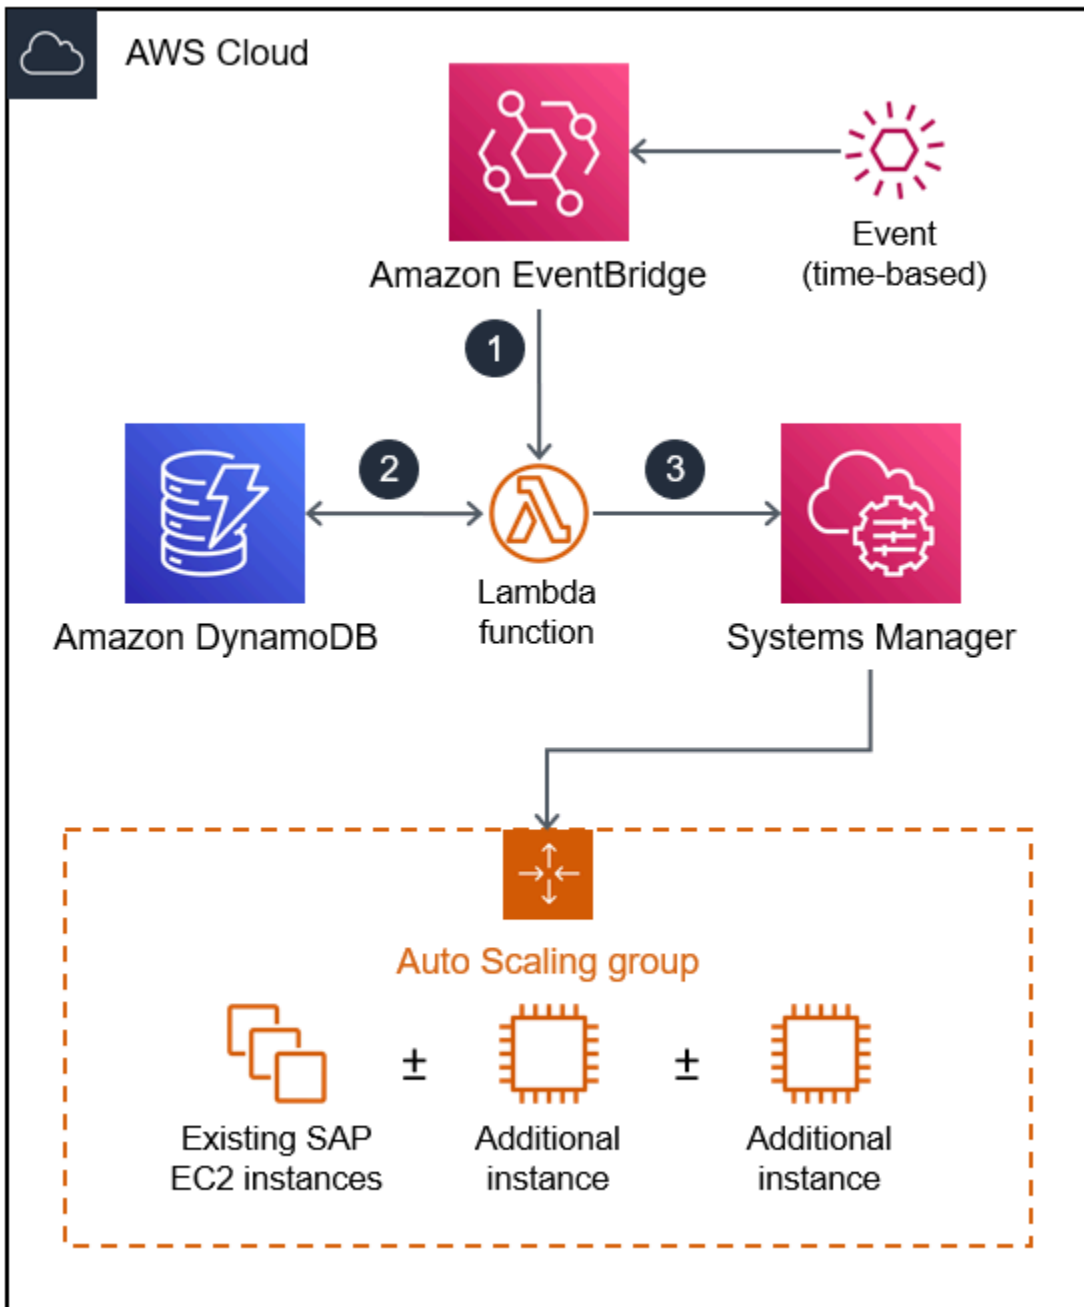 AWS Cloud
Amazon EventBridge
Event
(time-based)
1
2
3
Amazon DynamoDB
Lambda
function
Systems Manager
Auto Scaling group
±
±
Existing SAP
EC2 instances
Additional
instance
Additional
instance